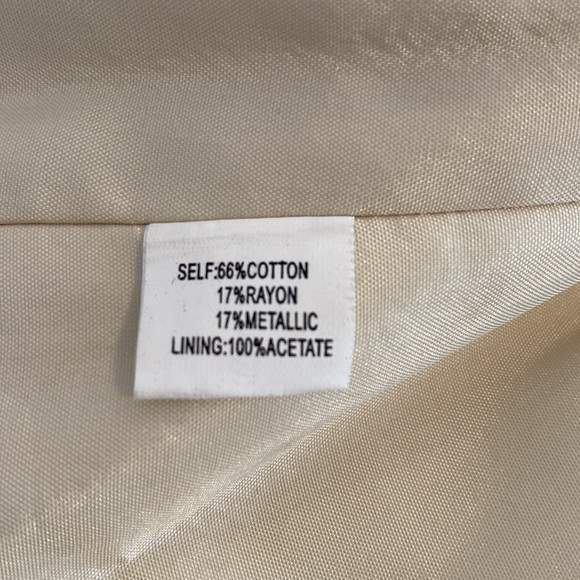 SELF:66%COTTON
17%RAYON
17%METALLIC
LINING:100%ACETATE